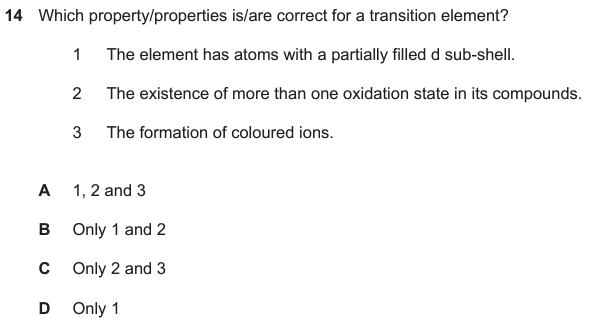 14 Which property/properties is/are correct for a transition element?
1 The element has atoms with a partially filled d sub-shell.
2 The existence of more than one oxidation state in its compounds.
3 The formation of coloured ions.
A 1, 2 and 3
B Only 1 and 2
C Only 2 and 3
D Only 1